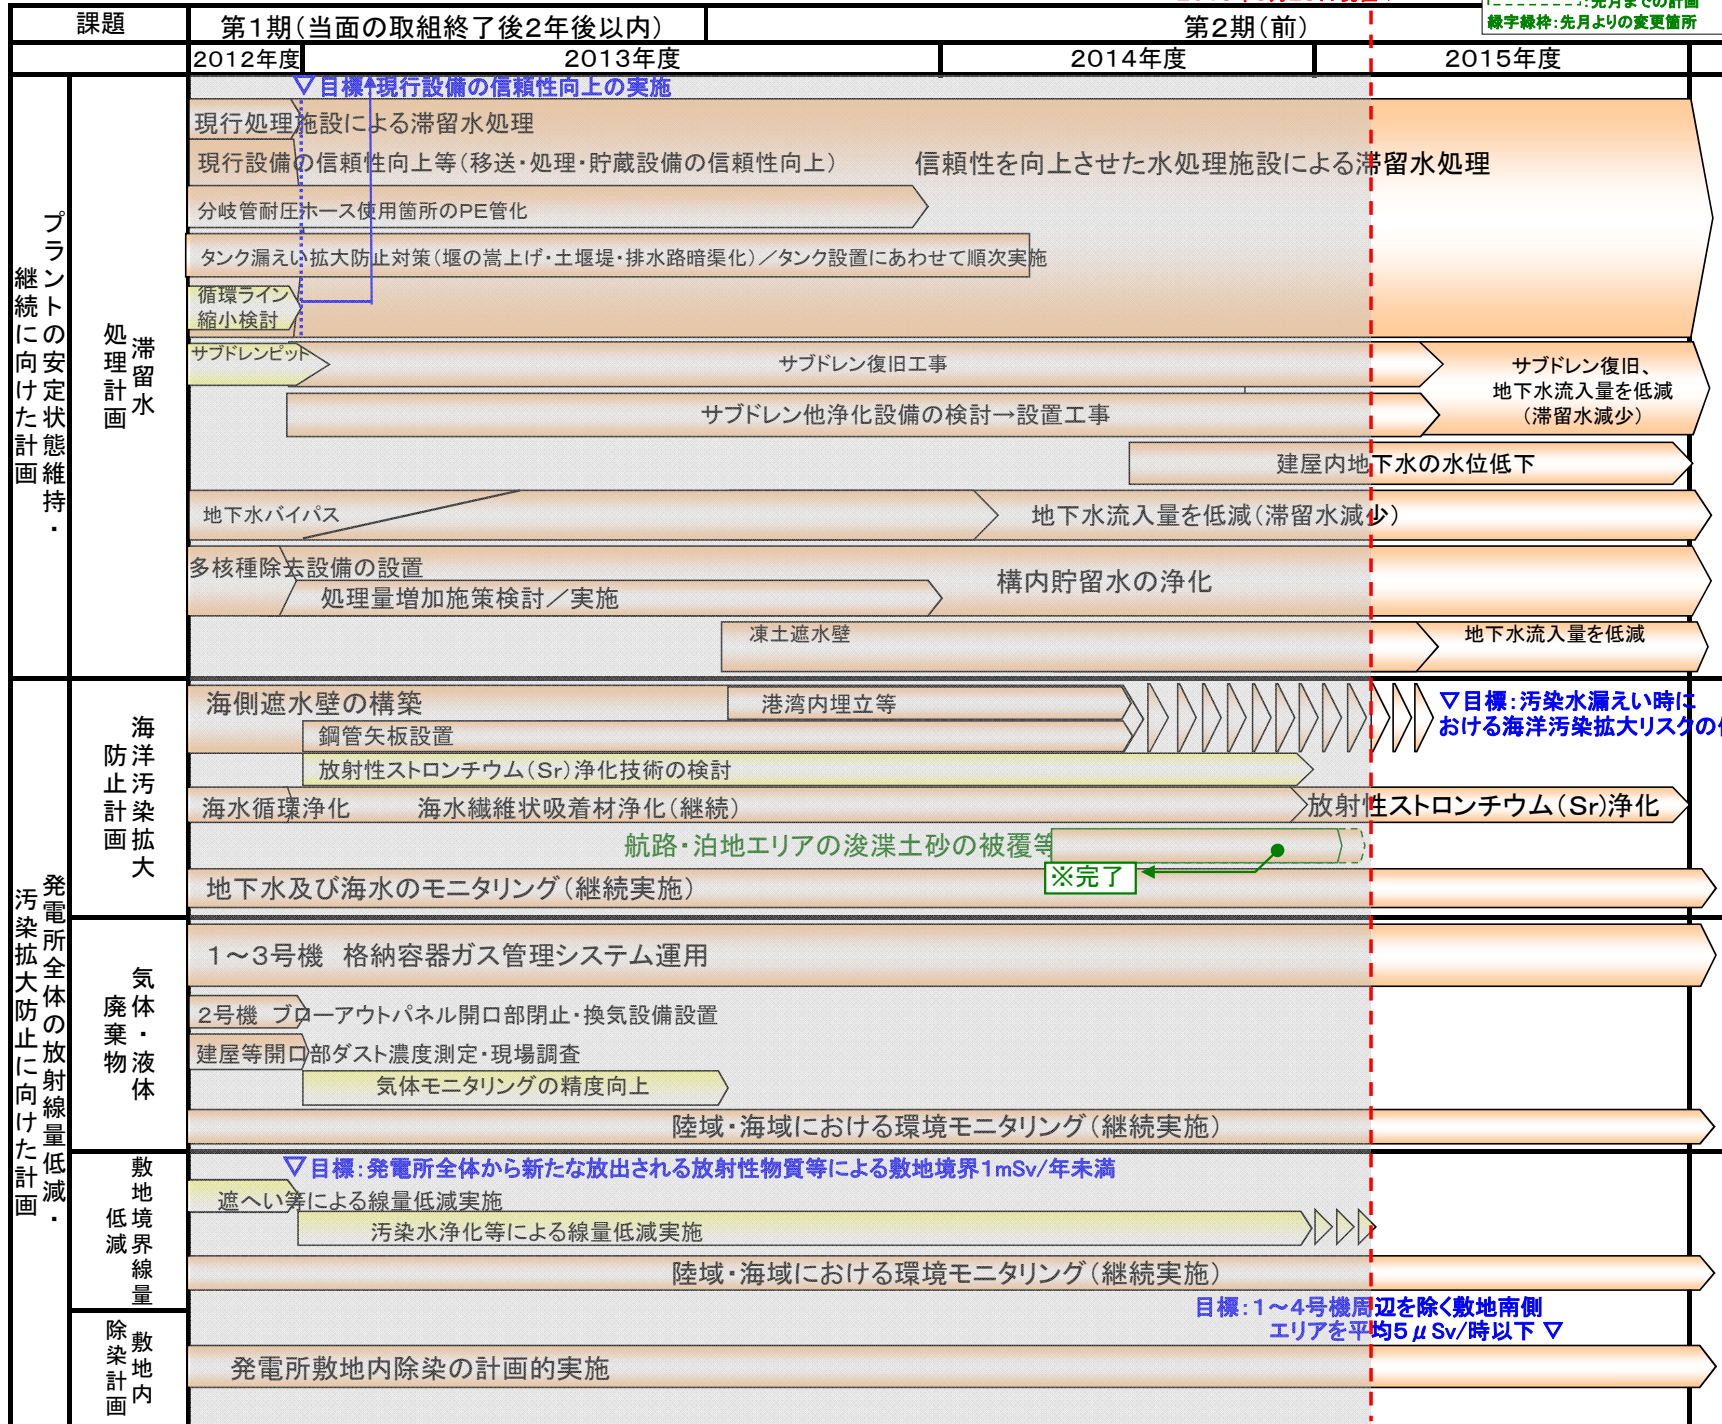 :先月までの計画
緑字緑枠:先月よりの変更箇所
課題
第1期(当面の取組終了後2年後以内)
第2期(前)
2012年度
2013年度
2014年度
2015年度
プラントの安定状態維持・
継続に向けた計画
滞留水
処理計画
▽目標:現行設備の信頼性向上の実施
現行処理施設による滞留水処理
現行設備の信頼性向上等(移送・処理・貯蔵設備の信頼性向上)
信頼性を向上させた水処理施設による滞留水処理
分岐管耐圧ホース使用箇所のPE管化
タンク漏えい拡大防止対策(堰の嵩上げ・土堰堤・排水路暗渠化)/タンク設置にあわせて順次実施
循環ライン
縮小検討
サブドレンピット
サブドレン復旧工事
サブドレン復旧、
地下水流入量を低減
(滞留水減少)
サブドレン他浄化設備の検討→設置工事
建屋内地下水の水位低下
地下水バイパス
地下水流入量を低減(滞留水減少)
多核種除去設備の設置
構内貯留水の浄化
処理量増加施策検討/実施
凍土遮水壁
地下水流入量を低減
発電所全体の放射線量低減・
汚染拡大防止に向けた計画
海洋汚染拡大
防止計画
海側遮水壁の構築
港湾内埋立等
鋼管矢板設置
▽目標:汚染水漏えい時に
おける海洋汚染拡大リスクの
放射性ストロンチウム(Sr)浄化技術の検討
海水循環浄化
海水繊維状吸着材浄化(継続)
放射性ストロンチウム(Sr)浄化
航路・泊地エリアの浚渫土砂の被覆等
※完了
地下水及び海水のモニタリング(継続実施)
気体・液体
廃棄物
1~3号機 格納容器ガス管理システム運用
2号機 ブローアウトパネル開口部閉止・換気設備設置
建屋等開口部ダスト濃度測定・現場調査
気体モニタリングの精度向上
陸域・海域における環境モニタリング(継続実施)
敷地境界線量
低減
▽目標:発電所全体から新たな放出される放射性物質等による敷地境界1mSv/年未満
遮へい等による線量低減実施
汚染水浄化等による線量低減実施
陸域・海域における環境モニタリング(継続実施)
敷地内
除染計画
目標:1~4号機周辺を除く敷地南側
エリアを平均5μSv/時以下 ▽
発電所敷地内除染の計画的実施